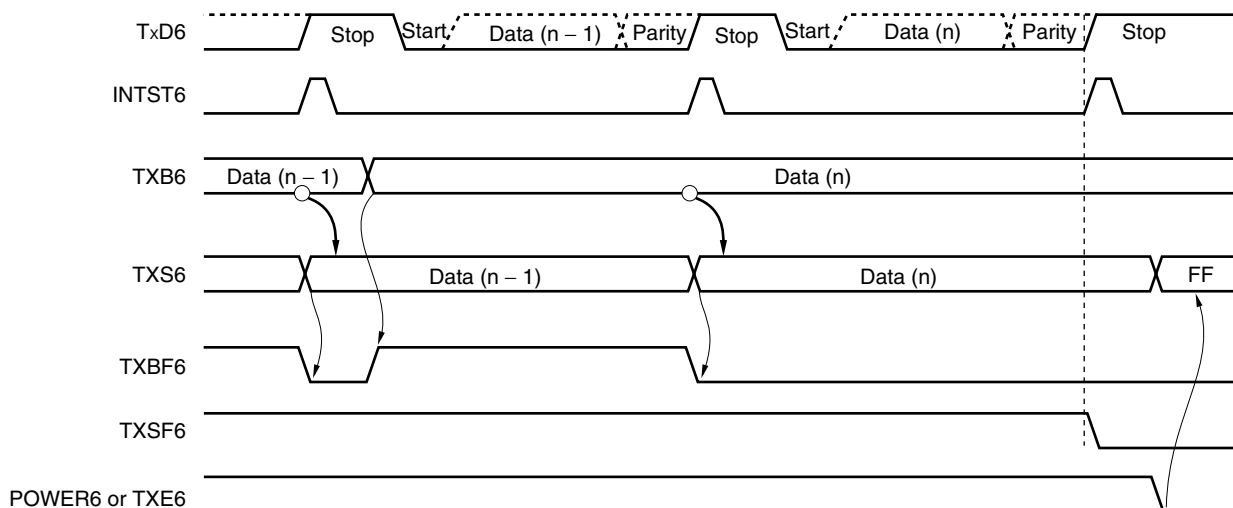 TxD6 Stop Start Data (n – 1) Parity Stop Start Data (n) Parity Stop
INTST6
TXB6 Data (n – 1) Data (n)
TXS6 Data (n – 1) Data (n) FF
TXBF6
TXSF6
POWER6 or TXE6